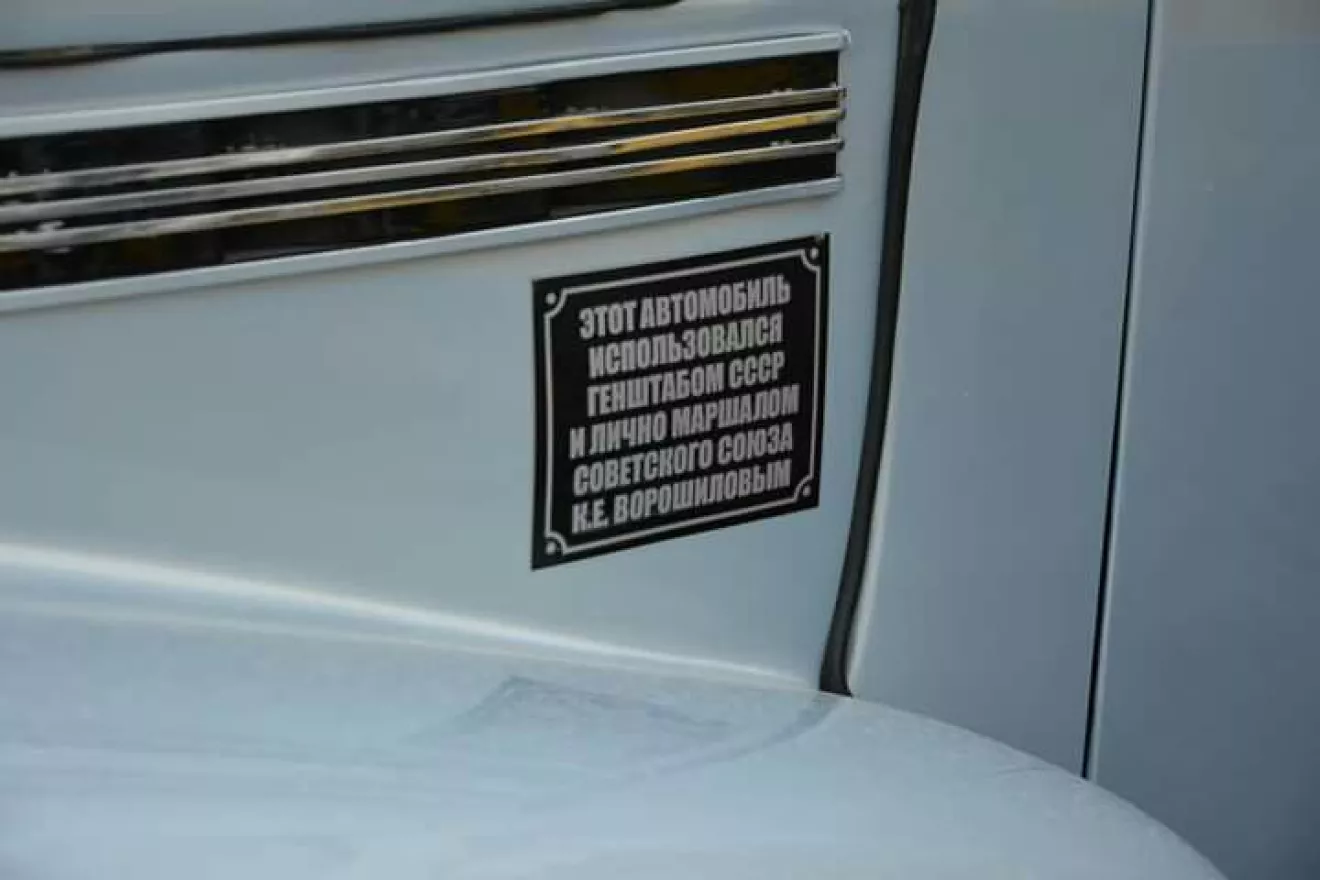 ЭТОТ АВТОМОБИЛЬ
ИСПОЛЬЗОВАЛСЯ
ГЕНШТАБОМ СССР
И ЛИЧНО МАРШАЛОМ
СОВЕТСКОГО СОЮЗА
К.Е. ВОРОШИЛОВЫМ